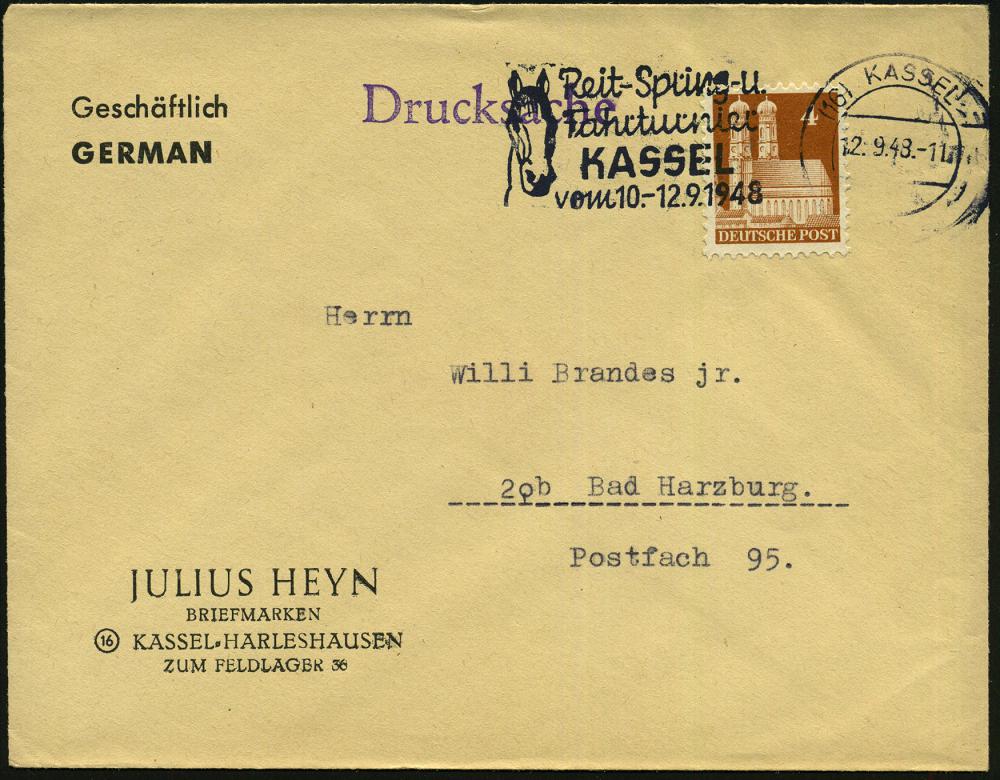 Geschäftlich
GERMAN
Drucksache
Reit-Spring-u.
Fahrturnier
KASSEL
vom 10.-12.9.1948
4
DEUTSCHE POST
(16) KASSEL
12.9.48.-11
Herrn
Willi Brandes jr.
20b Bad Harzburg.
Postfach 95.
JULIUS HEYN
BRIEFMARKEN
16 KASSEL-HARLESHAUSEN
ZUM FELDLAGER 36